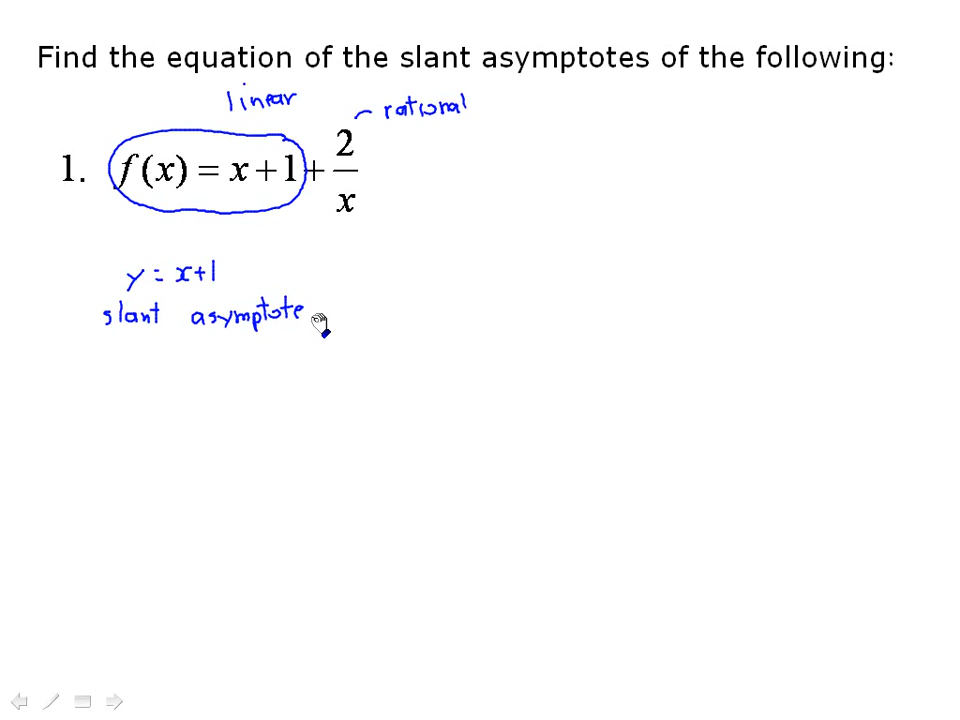 Find the equation of the slant asymptotes of the following:
linear
rational
1. f(x) = x+1+ 2/x
y = x+1
slant asymptote